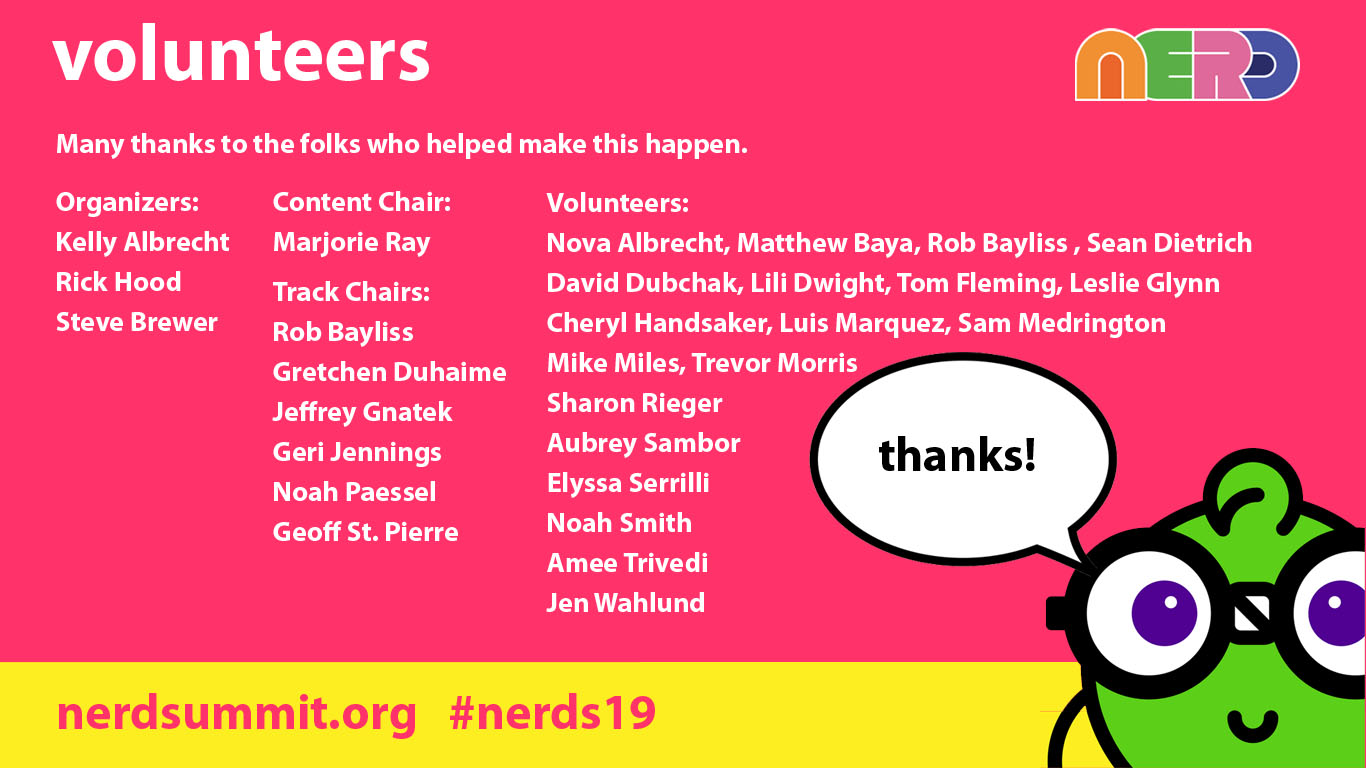 volunteers
NERD
Many thanks to the folks who helped make this happen.
Organizers:
Kelly Albrecht
Rick Hood
Steve Brewer
Content Chair:
Marjorie Ray
Track Chairs:
Rob Bayliss
Gretchen Duhaime
Jeffrey Gnatek
Geri Jennings
Noah Paessel
Geoff St. Pierre
Volunteers:
Nova Albrecht, Matthew Baya, Rob Bayliss , Sean Dietrich
David Dubchak, Lili Dwight, Tom Fleming, Leslie Glynn
Cheryl Handsaker, Luis Marquez, Sam Medrington
Mike Miles, Trevor Morris
Sharon Rieger
Aubrey Sambor
Elyssa Serrilli
Noah Smith
Amee Trivedi
Jen Wahlund
thanks!
nerdsummit.org #nerds19